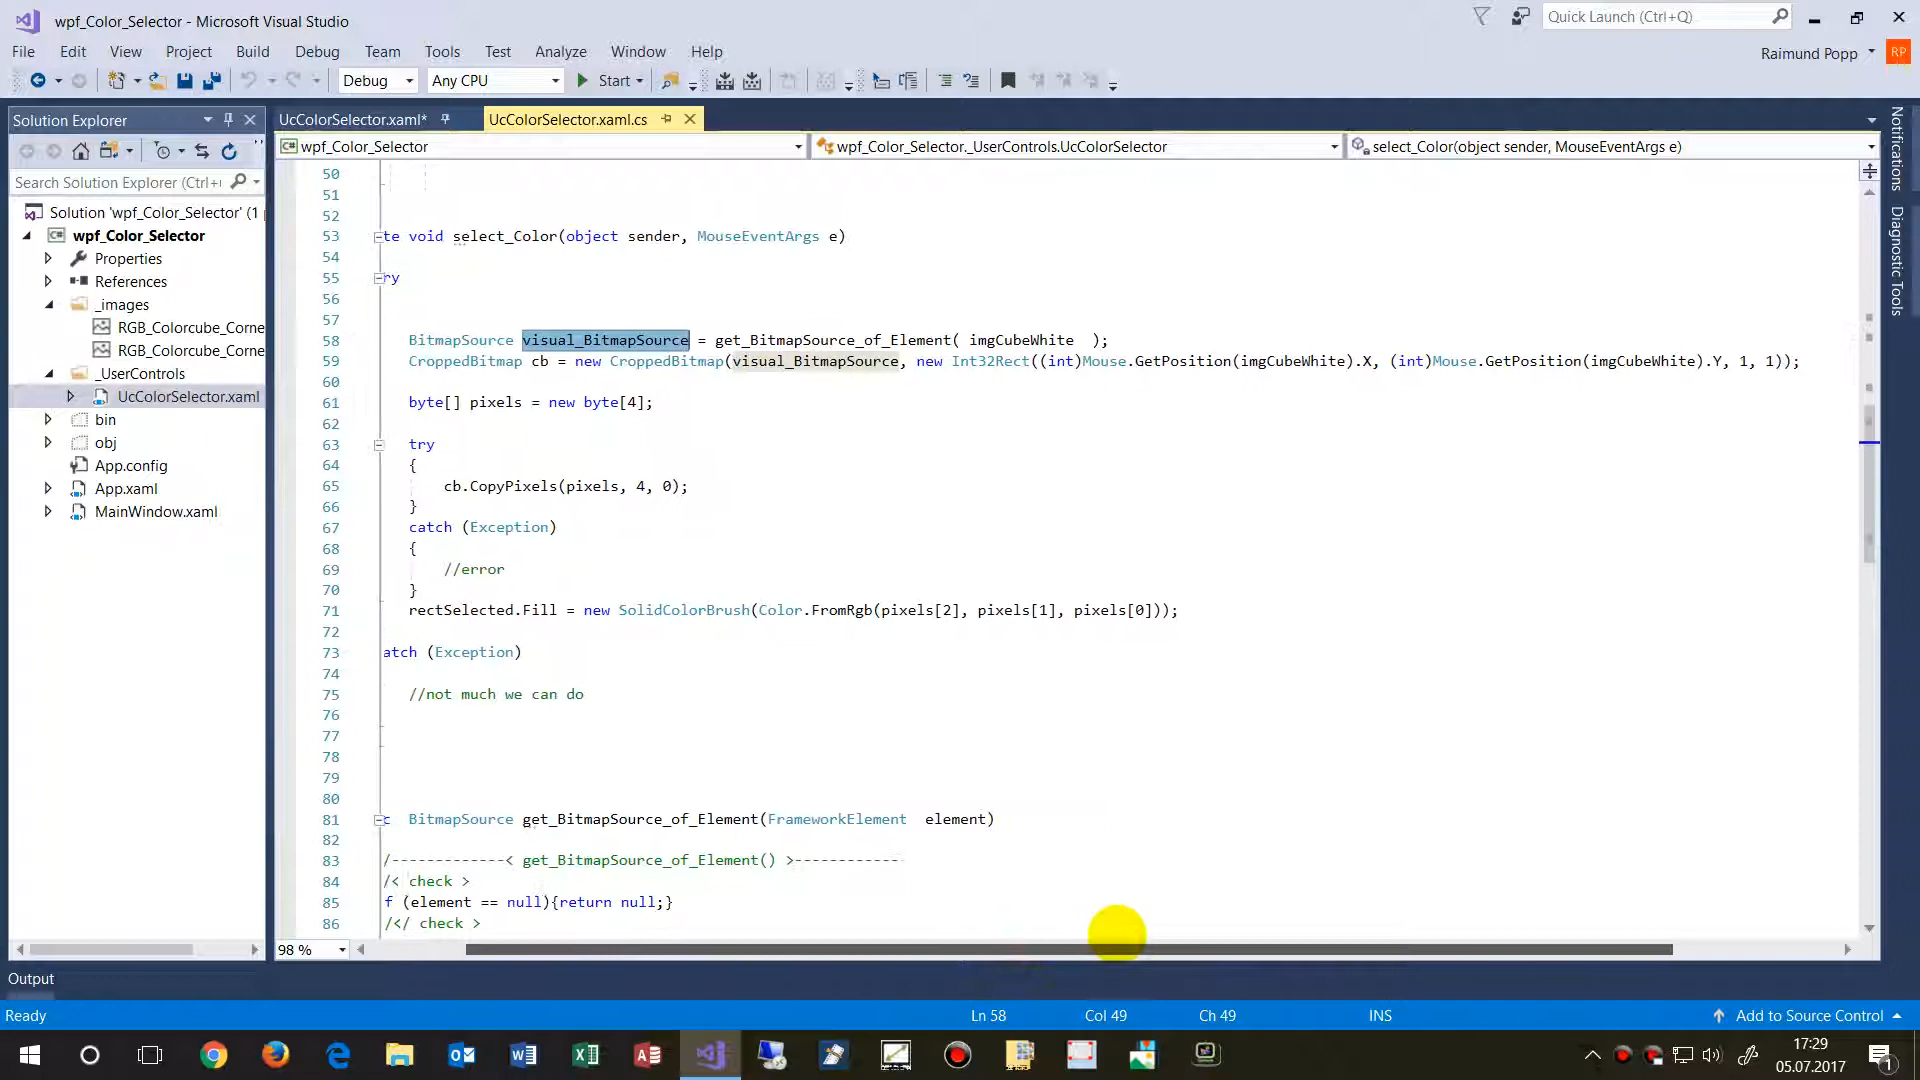 wpf_Color_Selector - Microsoft Visual Studio
Quick Launch (Ctrl+Q)
File Edit View Project Build Debug Team Tools Test Analyze Window Help
Raimund Popp RP
Debug Any CPU Start
Solution Explorer
UcColorSelector.xaml* UcColorSelector.xaml.cs
wpf_Color_Selector wpf_Color_Selector._UserControls.UcColorSelector select_Color(object sender, MouseEventArgs e)
Search Solution Explorer (Ctrl+
Solution 'wpf_Color_Selector' (1
wpf_Color_Selector
Properties
References
_images
RGB_Colorcube_Corne
RGB_Colorcube_Corne
_UserControls
UcColorSelector.xaml
bin
obj
App.config
App.xaml
MainWindow.xaml
50
51
52
53 te void select_Color(object sender, MouseEventArgs e)
54
55 ry
56
57
58 BitmapSource visual_BitmapSource = get_BitmapSource_of_Element( imgCubeWhite );
59 CroppedBitmap cb = new CroppedBitmap(visual_BitmapSource, new Int32Rect((int)Mouse.GetPosition(imgCubeWhite).X, (int)Mouse.GetPosition(imgCubeWhite).Y, 1, 1));
60
61 byte[] pixels = new byte[4];
62
63 try
64 {
65 cb.CopyPixels(pixels, 4, 0);
66 }
67 catch (Exception)
68 {
69 //error
70 }
71 rectSelected.Fill = new SolidColorBrush(Color.FromRgb(pixels[2], pixels[1], pixels[0]));
72
73 atch (Exception)
74
75 //not much we can do
76
77
78
79
80
81 c BitmapSource get_BitmapSource_of_Element(FrameworkElement element)
82
83 /-------------< get_BitmapSource_of_Element() >------------
84 /< check >
85 f (element == null){return null;}
86 /</ check >
98 %
Notifications
Diagnostic Tools
Output
Ready Ln 58 Col 49 Ch 49 INS Add to Source Control
17:29
05.07.2017
1